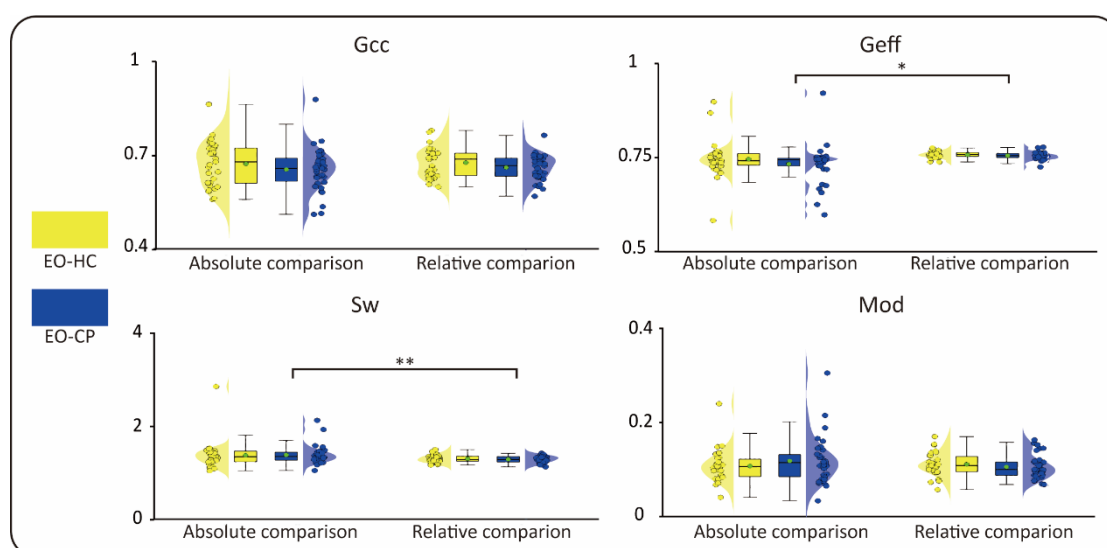 Gcc
1
0.7
0.4
Absolute comparison
Relative comparion
Geff
1
0.75
0.5
*
Absolute comparison
Relative comparion
EO-HC
EO-CP
Sw
4
2
0
**
Absolute comparison
Relative comparion
Mod
0.4
0.2
0
Absolute comparison
Relative comparion